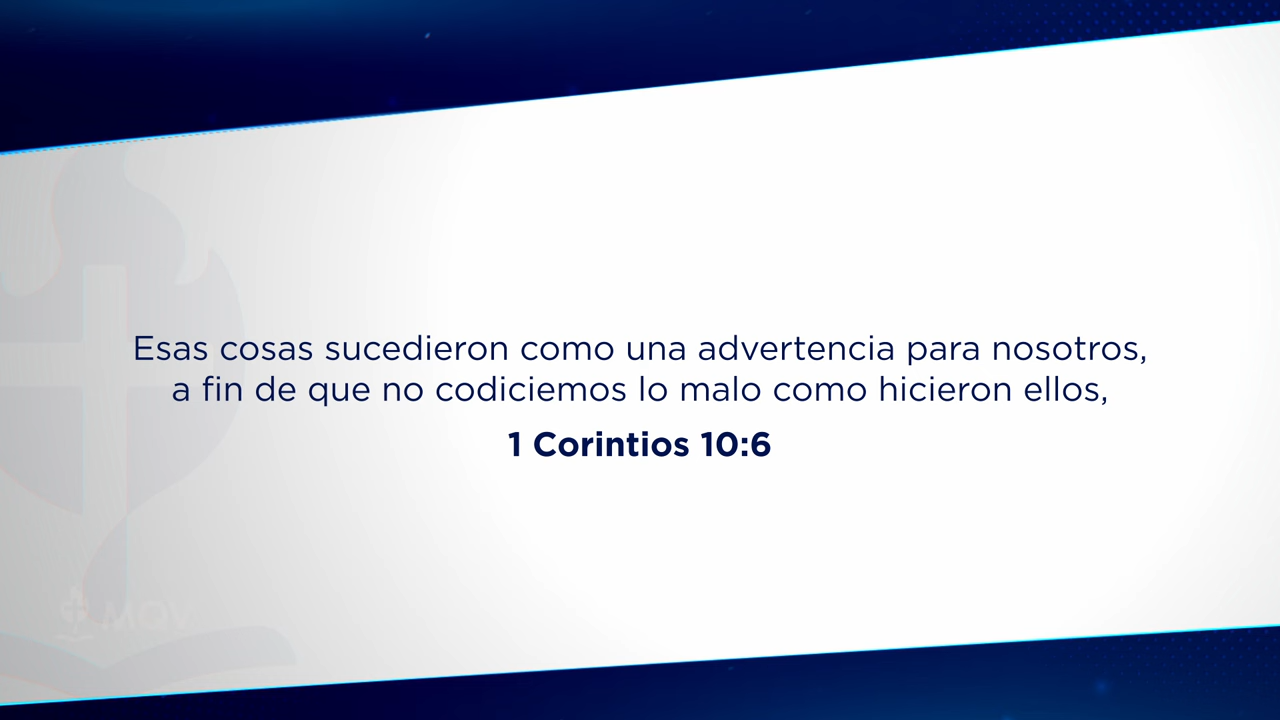 Esas cosas sucedieron como una advertencia para nosotros,
a fin de que no codiciemos lo malo como hicieron ellos,
1 Corintios 10:6